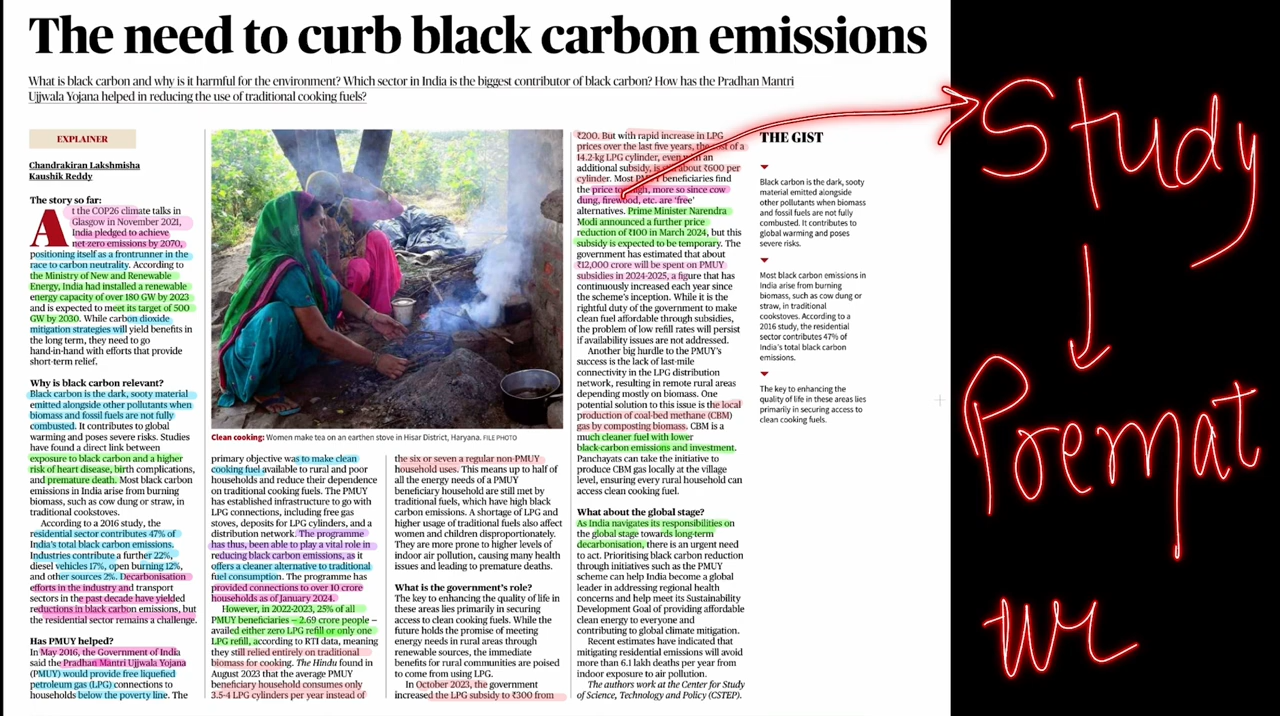 The need to curb black carbon emissions
What is black carbon and why is it harmful for the environment? Which sector in India is the biggest contributor of black carbon? How has the Pradhan Mantri
Ujjwala Yojana helped in reducing the use of traditional cooking fuels?
EXPLAINER
Chandrakiran Lakshmisha
Kaushik Reddy
The story so far:
At the COP26 climate talks in
Glasgow in November 2021,
India pledged to achieve
net zero emissions by 2070,
positioning itself as a frontrunner in the
race to carbon neutrality. According to
the Ministry of New and Renewable
Energy, India had installed a renewable
energy capacity of over 180 GW by 2023
and is expected to meet its target of 500
GW by 2030. While carbon dioxide
mitigation strategies will yield benefits in
the long term, they need to go
hand-in-hand with efforts that provide
short-term relief.
Why is black carbon relevant?
Black carbon is the dark, sooty material
emitted alongside other pollutants when
biomass and fossil fuels are not fully
combusted. It contributes to global
warming and poses severe risks. Studies
have found a direct link between
exposure to black carbon and a higher
risk of heart disease, birth complications,
and premature death. Most black carbon
emissions in India arise from burning
biomass, such as cow dung or straw, in
traditional cookstoves.
According to a 2016 study, the
residential sector contributes 47% of
India's total black carbon emissions.
Industries contribute a further 22%,
diesel vehicles 17%, open burning 12%,
and other sources 2%. Decarbonisation
efforts in the industry and transport
sectors in the past decade have yielded
reductions in black carbon emissions, but
the residential sector remains a challenge.
Has PMUY helped?
In May 2016, the Government of India
said the Pradhan Mantri Ujjwala Yojana
(PMUY) would provide free liquefied
petroleum gas (LPG) connections to
households below the poverty line. The
Clean cooking: Women make tea on an earthen stove in Hisar District, Haryana. FILE PHOTO
primary objective was to make clean
cooking fuel available to rural and poor
households and reduce their dependence
on traditional cooking fuels. The PMUY
has established infrastructure to go with
LPG connections, including free gas
stoves, deposits for LPG cylinders, and a
distribution network. The programme
has thus, been able to play a vital role in
reducing black carbon emissions, as it
offers a cleaner alternative to traditional
fuel consumption. The programme has
provided connections to over 10 crore
households as of January 2024.
However, in 2022-2023, 25% of all
PMUY beneficiaries – 2.69 crore people –
availed either zero LPG refill or only one
LPG refill, according to RTI data, meaning
they still relied entirely on traditional
biomass for cooking. The Hindu found in
August 2023 that the average PMUY
beneficiary household consumes only
3.5-4 LPG cylinders per year instead of
the six or seven a regular non-PMUY
household uses. This means up to half of
all the energy needs of a PMUY
beneficiary household are still met by
traditional fuels, which have high black
carbon emissions. A shortage of LPG and
higher usage of traditional fuels also affect
women and children disproportionately.
They are more prone to higher levels of
indoor air pollution, causing many health
issues and leading to premature deaths.
What is the government's role?
The key to enhancing the quality of life in
these areas lies primarily in securing
access to clean cooking fuels. While the
future holds the promise of meeting
energy needs in rural areas through
renewable sources, the immediate
benefits for rural communities are poised
to come from using LPG.
In October 2023, the government
increased the LPG subsidy to ₹300 from
₹200. But with rapid increase in LPG
prices over the last five years, the cost of a
14.2-kg LPG cylinder, even with an
additional subsidy, is still about ₹600 per
cylinder. Most PMUY beneficiaries find
the price too high, more so since cow
dung, firewood, etc. are 'free'
alternatives. Prime Minister Narendra
Modi announced a further price
reduction of ₹100 in March 2024, but this
subsidy is expected to be temporary. The
government has estimated that about
₹12,000 crore will be spent on PMUY
subsidies in 2024-2025, a figure that has
continuously increased each year since
the scheme's inception. While it is the
rightful duty of the government to make
clean fuel affordable through subsidies,
the problem of low refill rates will persist
if availability issues are not addressed.
Another big hurdle to the PMUY's
success is the lack of last-mile
connectivity in the LPG distribution
network, resulting in remote rural areas
depending mostly on biomass. One
potential solution to this issue is the local
production of coal-bed methane (CBM)
gas by composting biomass. CBM is a
much cleaner fuel with lower
black-carbon emissions and investment.
Panchayats can take the initiative to
produce CBM gas locally at the village
level, ensuring every rural household can
access clean cooking fuel.
What about the global stage?
As India navigates its responsibilities on
the global stage towards long-term
decarbonisation, there is an urgent need
to act. Prioritising black carbon reduction
through initiatives such as the PMUY
scheme can help India become a global
leader in addressing regional health
concerns and help meet its Sustainability
Development Goal of providing affordable
clean energy to everyone and
contributing to global climate mitigation.
Recent estimates have indicated that
mitigating residential emissions will avoid
more than 6.1 lakh deaths per year from
indoor exposure to air pollution.
The authors work at the Center for Study
of Science, Technology and Policy (CSTEP).
THE GIST
Black carbon is the dark, sooty
material emitted alongside
other pollutants when biomass
and fossil fuels are not fully
combusted. It contributes to
global warming and poses
severe risks.
Most black carbon emissions in
India arise from burning
biomass, such as cow dung or
straw, in traditional
cookstoves. According to a
2016 study, the residential
sector contributes 47% of
India's total black carbon
emissions.
The key to enhancing the
quality of life in these areas lies
primarily in securing access to
clean cooking fuels.
Study
Premat